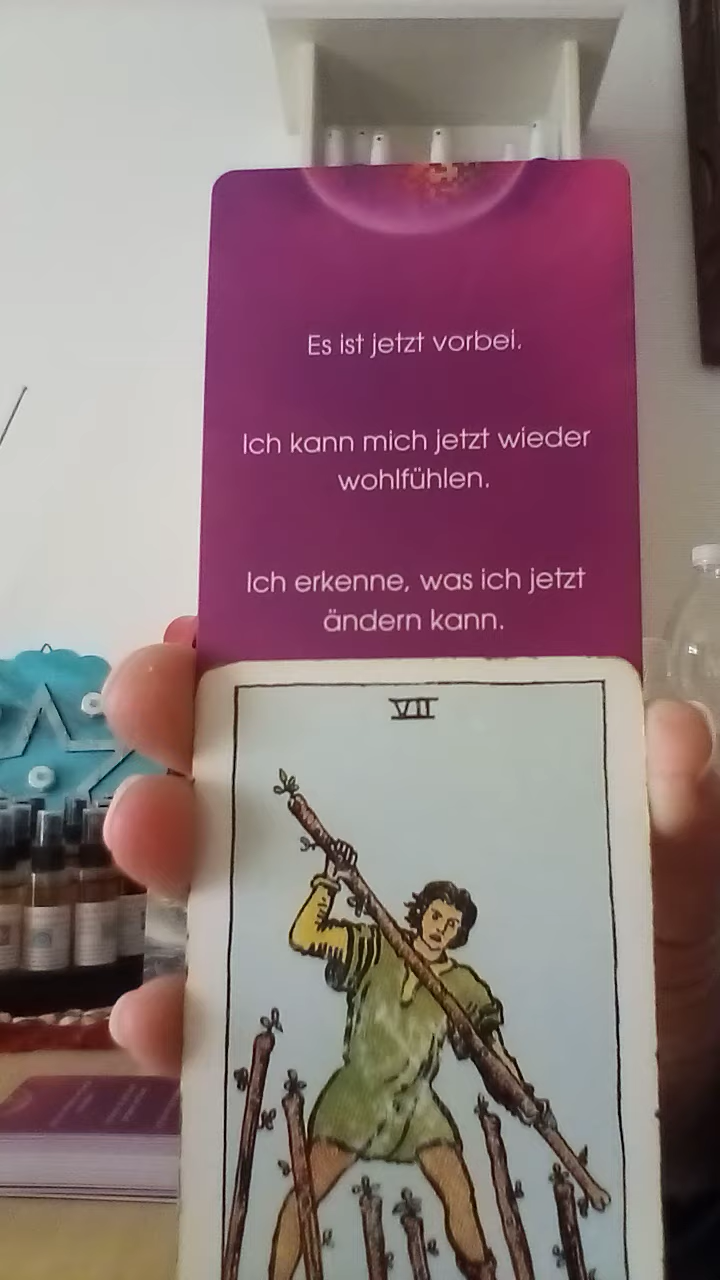 Es ist jetzt vorbei.
Ich kann mich jetzt wieder
wohlfühlen.
Ich erkenne, was ich jetzt
ändern kann.
VII